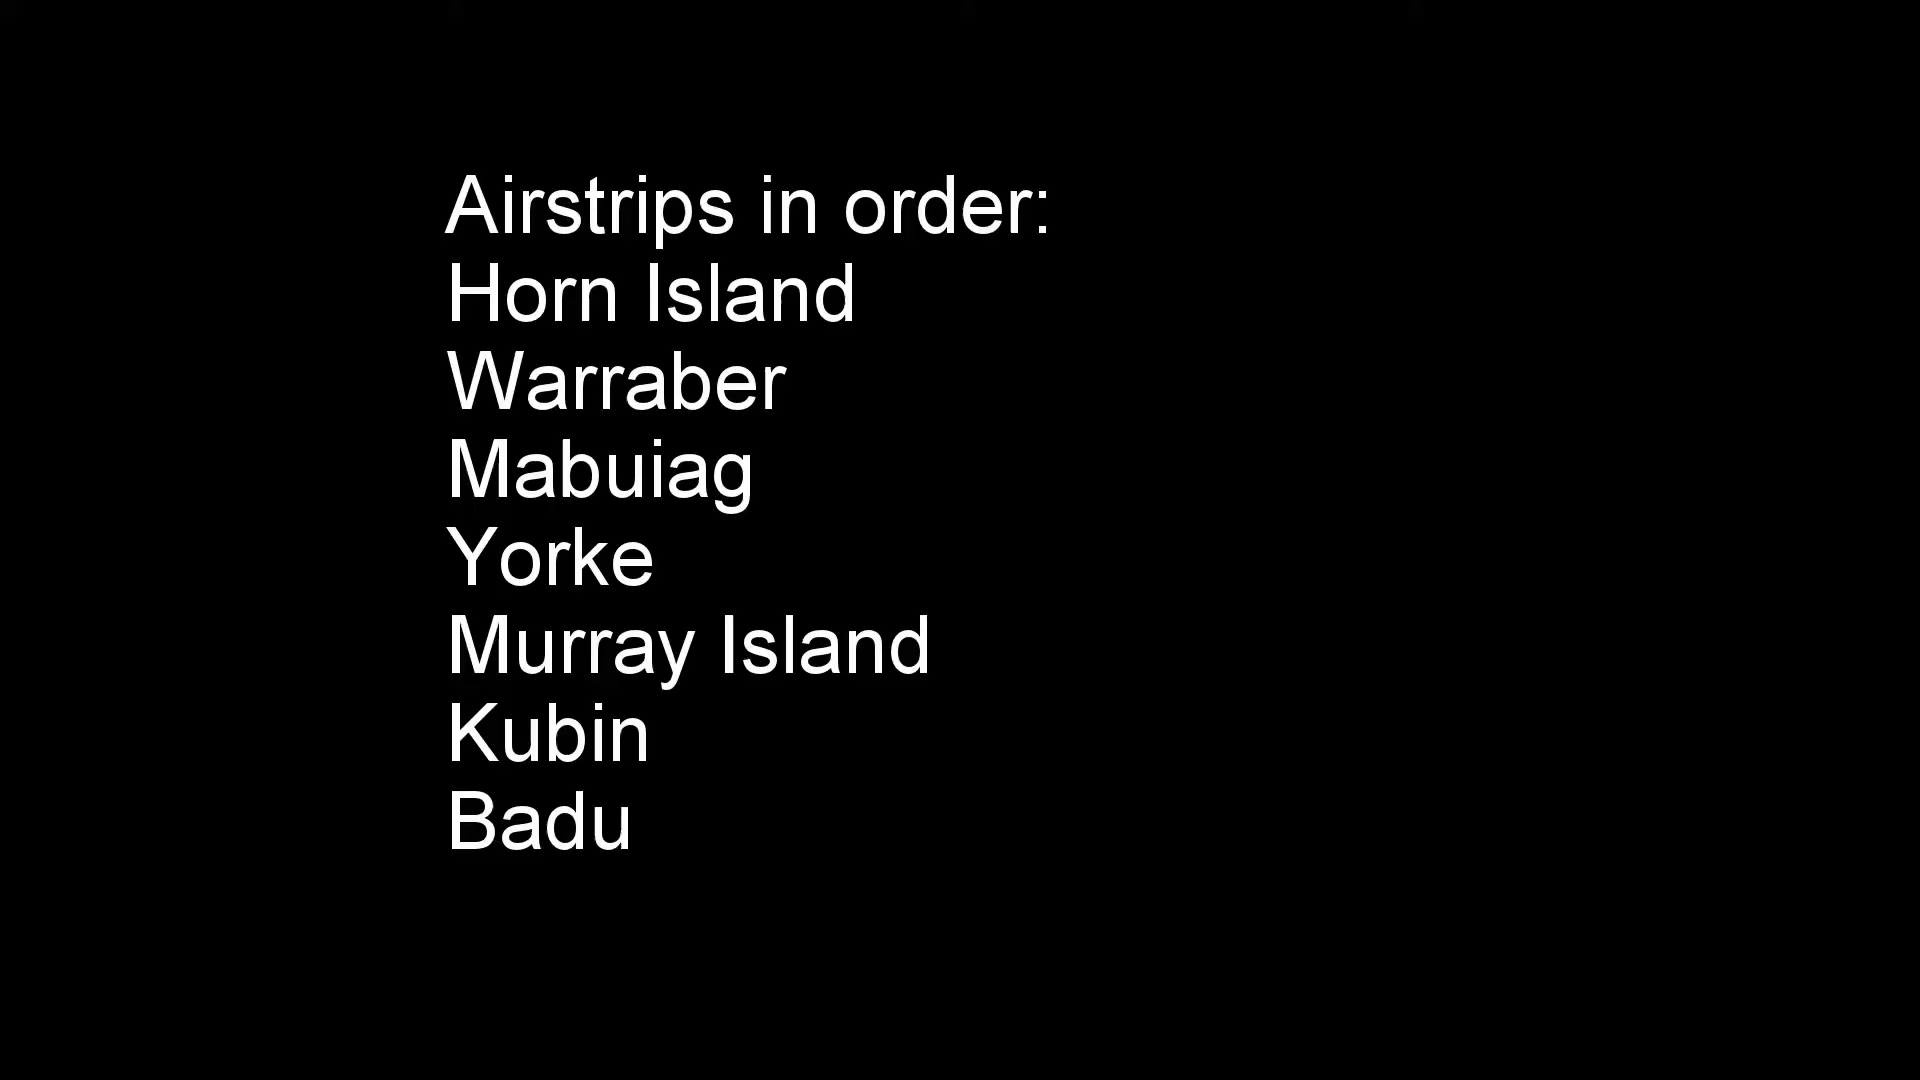 Airstrips in order:
Horn Island
Warraber
Mabuiag
Yorke
Murray Island
Kubin
Badu